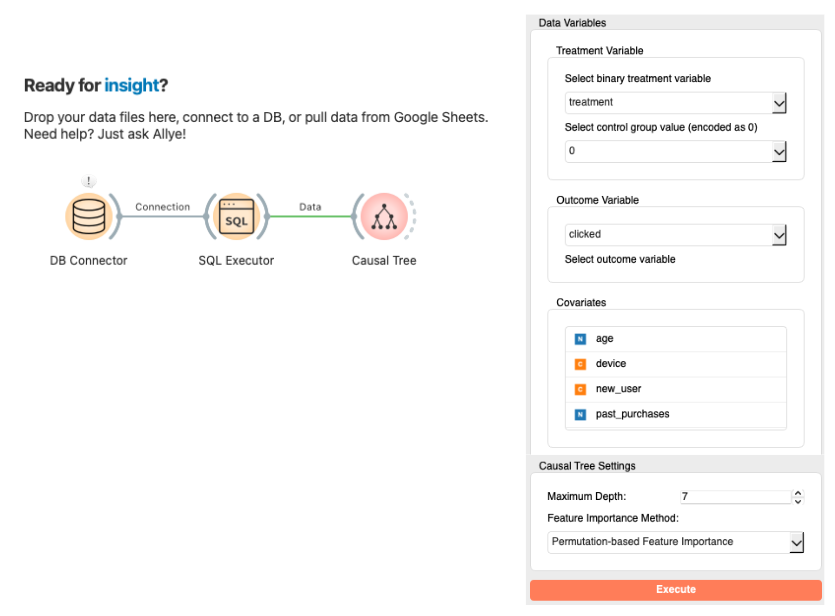 Ready for insight?
Drop your data files here, connect to a DB, or pull data from Google Sheets.
Need help? Just ask Allye!
!
Connection
Data
SQL
DB Connector
SQL Executor
Causal Tree
Data Variables
Treatment Variable
Select binary treatment variable
treatment
Select control group value (encoded as 0)
0
Outcome Variable
clicked
Select outcome variable
Covariates
N age
C device
C new_user
N past_purchases
Causal Tree Settings
Maximum Depth: 7
Feature Importance Method:
Permutation-based Feature Importance
Execute